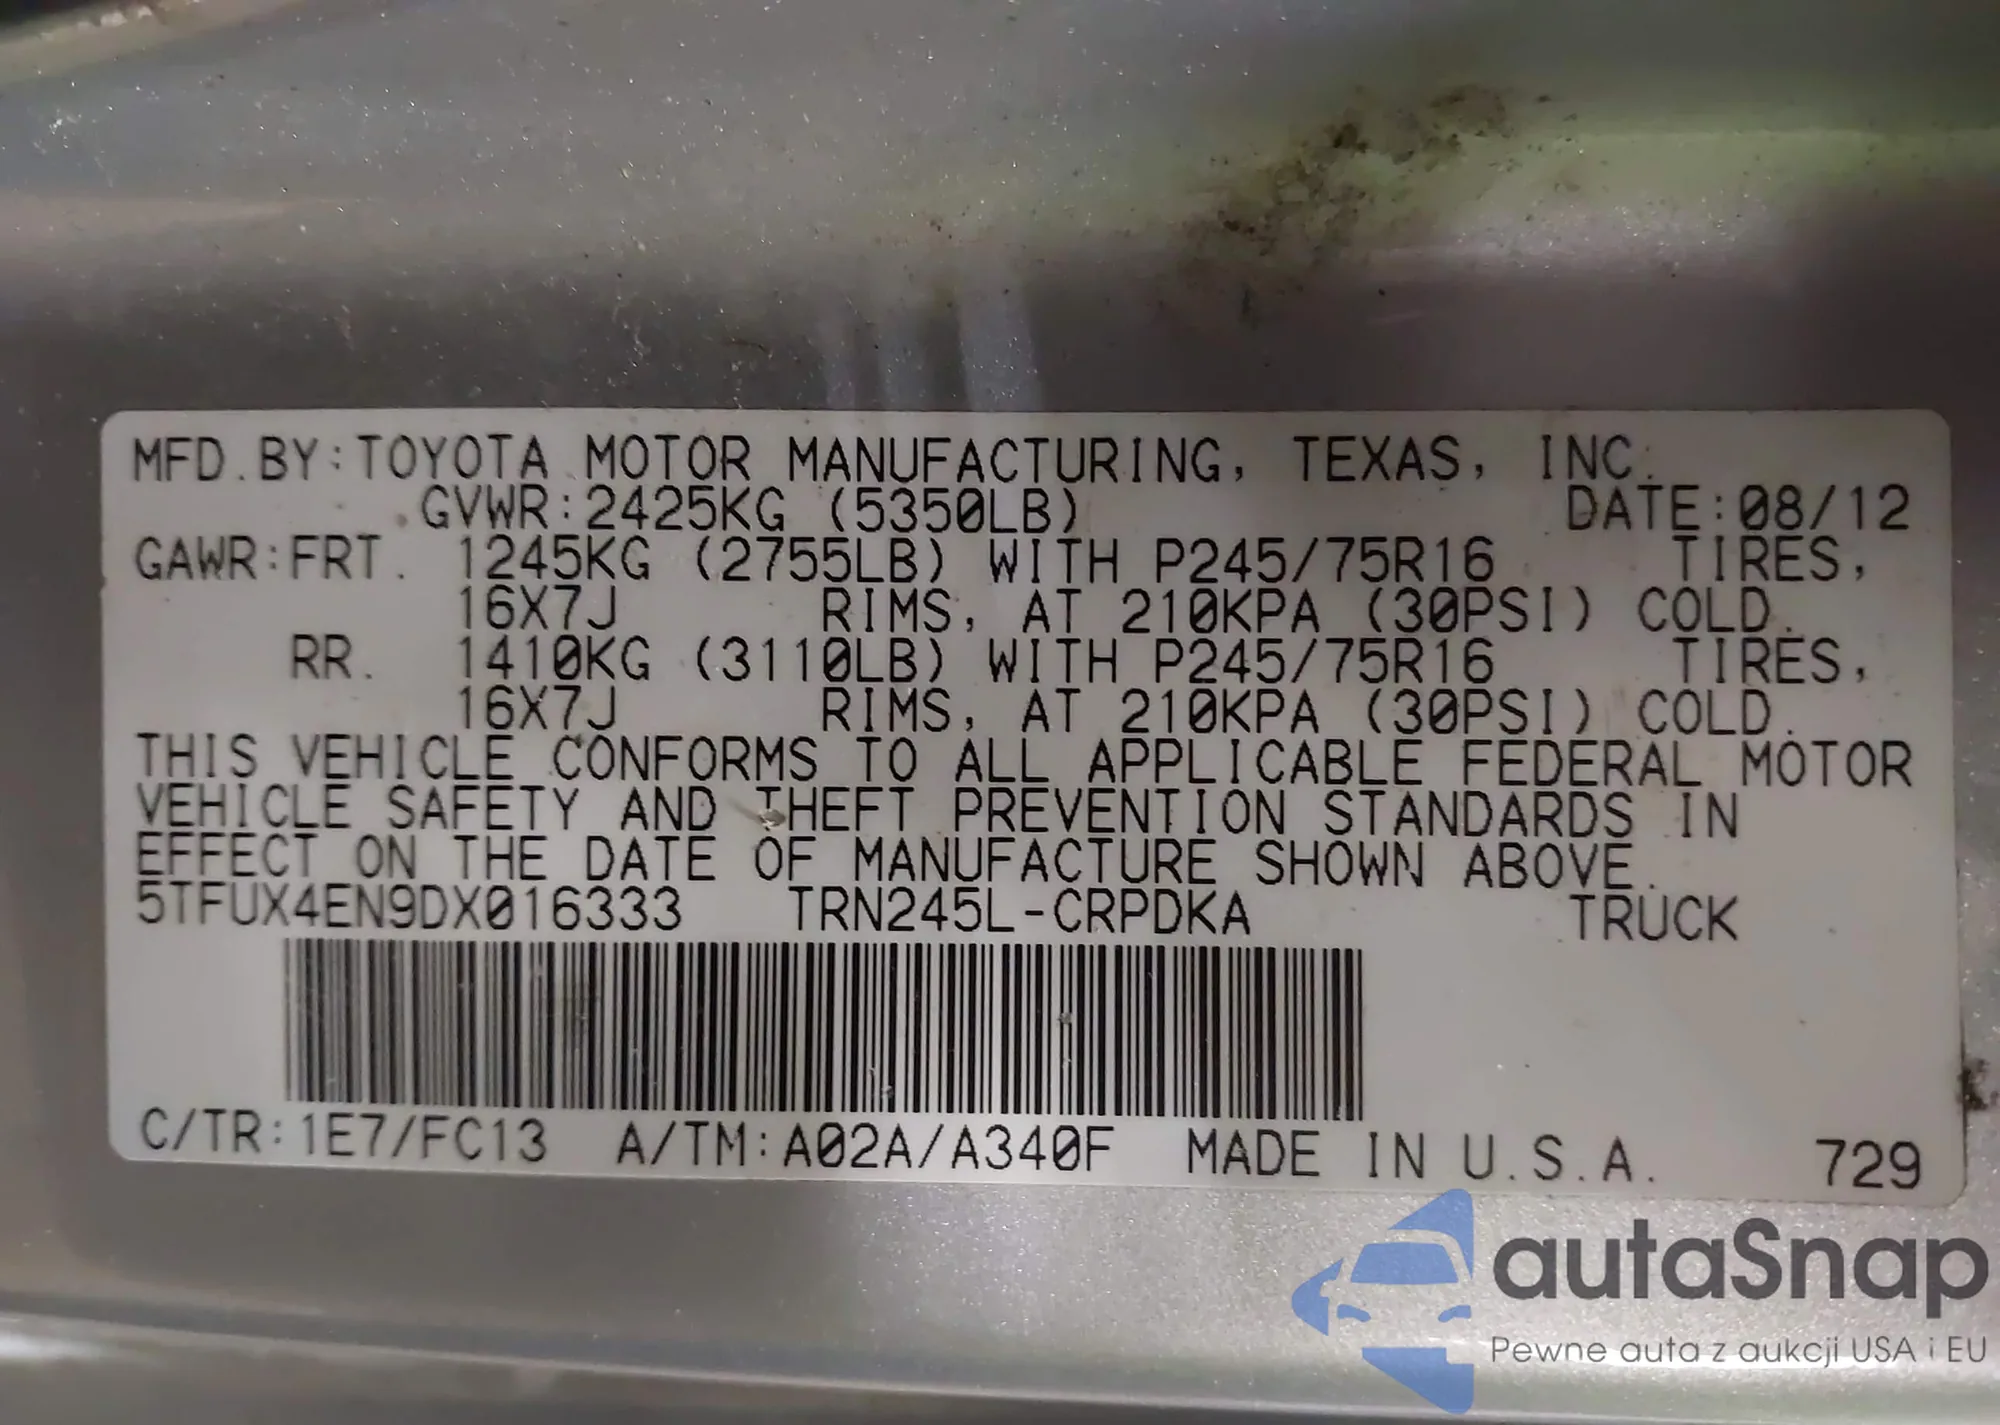 MFD.BY:TOYOTA MOTOR MANUFACTURING, TEXAS, INC.
GVWR:2425KG (5350LB) DATE:08/12
GAWR:FRT. 1245KG (2755LB) WITH P245/75R16 TIRES,
16X7J RIMS, AT 210KPA (30PSI) COLD.
RR. 1410KG (3110LB) WITH P245/75R16 TIRES,
16X7J RIMS, AT 210KPA (30PSI) COLD.
THIS VEHICLE CONFORMS TO ALL APPLICABLE FEDERAL MOTOR
VEHICLE SAFETY AND THEFT PREVENTION STANDARDS IN
EFFECT ON THE DATE OF MANUFACTURE SHOWN ABOVE.
5TFUX4EN9DX016333 TRN245L-CRPDKA TRUCK
C/TR:1E7/FC13 A/TM:A02A/A340F MADE IN U.S.A. 729
autaSnap
Pewne auta z aukcji USA i EU